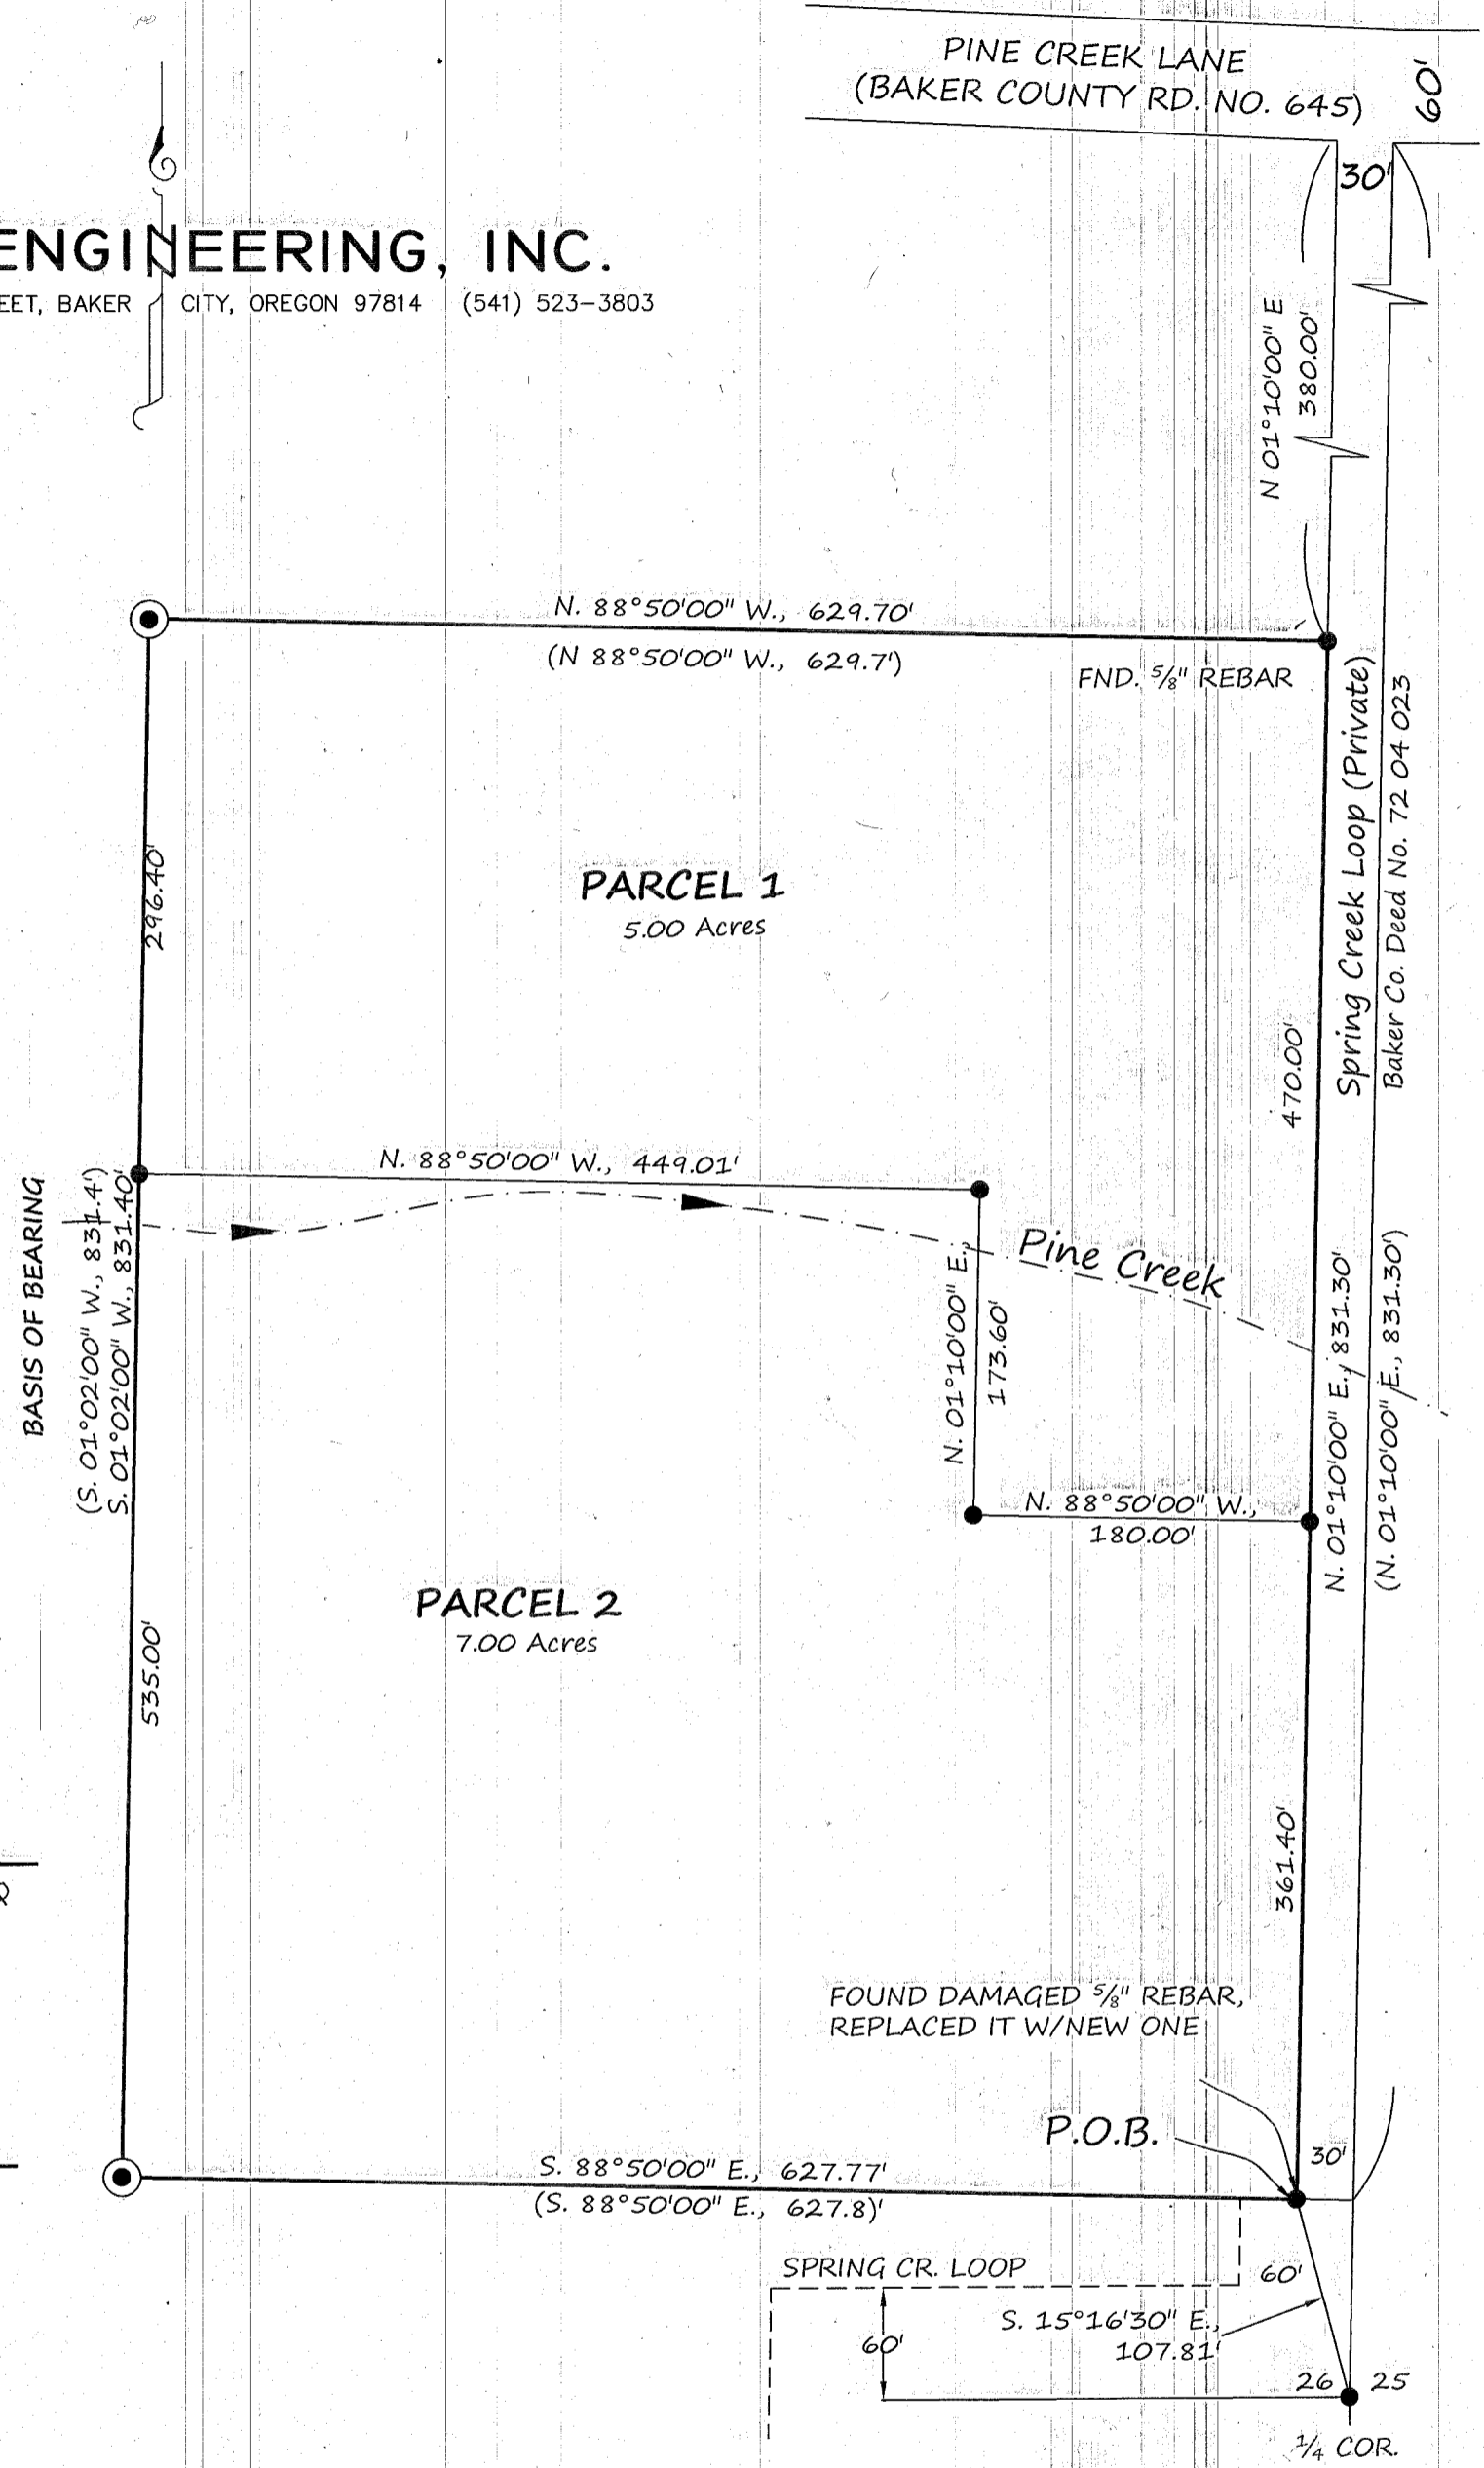 PINE CREEK LANE
(BAKER COUNTY RD. NO. 645)
60'
30'
ENGINEERING, INC.
EET, BAKER CITY, OREGON 97814 (541) 523-3803
N 01°10'00" E
380.00'
N. 88°50'00" W., 629.70'
(N 88°50'00" W., 629.7')
FND. 5/8" REBAR
Spring Creek Loop (Private)
Baker Co. Deed No. 72 04 023
296.40'
PARCEL 1
5.00 Acres
470.00'
N. 88°50'00" W., 449.01'
BASIS OF BEARING
(S. 01°02'00" W., 831.4')
S. 01°02'00" W., 831.40'
Pine Creek
N. 01°10'00" E.,
173.60'
N. 01°10'00" E., 831.30'
(N. 01°10'00" E., 831.30')
N. 88°50'00" W.,
180.00'
PARCEL 2
7.00 Acres
535.00'
361.40'
FOUND DAMAGED 5/8" REBAR,
REPLACED IT W/NEW ONE
P.O.B.
30'
S. 88°50'00" E., 627.77'
(S. 88°50'00" E., 627.8)'
SPRING CR. LOOP
60'
S. 15°16'30" E.,
107.81'
60'
26 25
1/4 COR.